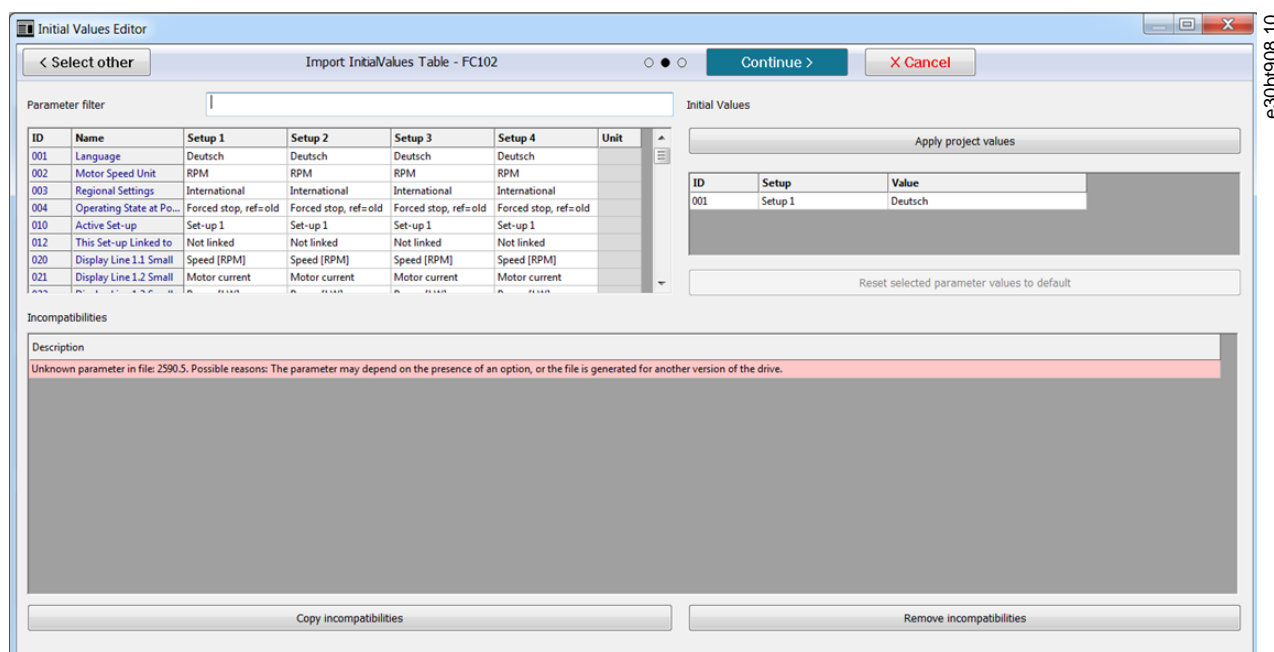 Initial Values Editor
< Select other
Import InitialValues Table - FC102
Continue >
X Cancel
e30bt908.10
Parameter filter
Initial Values
Apply project values
ID Name Setup 1 Setup 2 Setup 3 Setup 4 Unit
001 Language Deutsch Deutsch Deutsch Deutsch
002 Motor Speed Unit RPM RPM RPM RPM
003 Regional Settings International International International International
004 Operating State at Po... Forced stop, ref=old Forced stop, ref=old Forced stop, ref=old Forced stop, ref=old
010 Active Set-up Set-up 1 Set-up 1 Set-up 1 Set-up 1
012 This Set-up Linked to Not linked Not linked Not linked Not linked
020 Display Line 1.1 Small Speed [RPM] Speed [RPM] Speed [RPM] Speed [RPM]
021 Display Line 1.2 Small Motor current Motor current Motor current Motor current
ID Setup Value
001 Setup 1 Deutsch
Reset selected parameter values to default
Incompatibilities
Description
Unknown parameter in file: 2590.5. Possible reasons: The parameter may depend on the presence of an option, or the file is generated for another version of the drive.
Copy incompatibilities
Remove incompatibilities